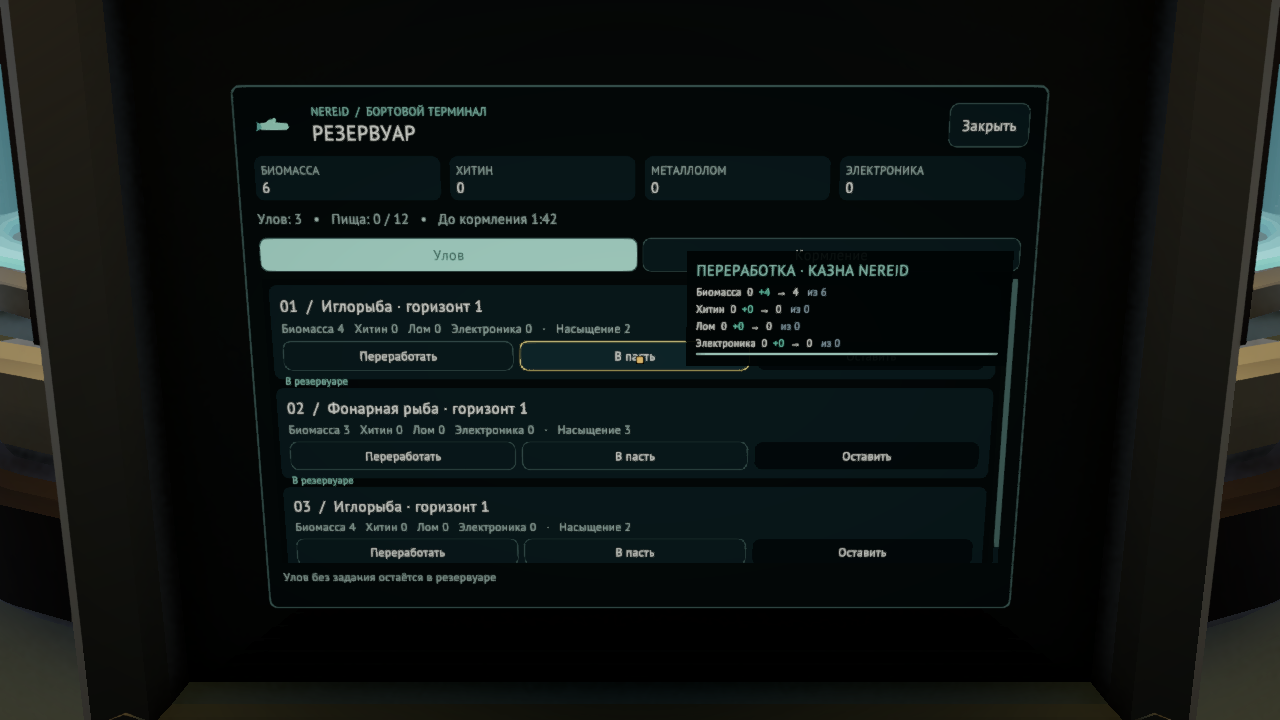 NEREID / БОРТОВОЙ ТЕРМИНАЛ
РЕЗЕРВУАР
Закрыть
БИОМАССА
6
ХИТИН
0
МЕТАЛЛОЛОМ
0
ЭЛЕКТРОНИКА
0
Улов: 3 • Пища: 0 / 12 • До кормления 1:42
Улов
Кормление
ПЕРЕРАБОТКА · КАЗНА NEREID
Биомасса 0 +4 → 4 из 6
Хитин 0 +0 → 0 из 0
Лом 0 +0 → 0 из 0
Электроника 0 +0 → 0 из 0
01 / Иглорыба · горизонт 1
Биомасса 4 Хитин 0 Лом 0 Электроника 0 · Насыщение 2
Переработать
В пасть
В резервуаре
02 / Фонарная рыба · горизонт 1
Биомасса 3 Хитин 0 Лом 0 Электроника 0 · Насыщение 3
Переработать
В пасть
Оставить
В резервуаре
03 / Иглорыба · горизонт 1
Биомасса 4 Хитин 0 Лом 0 Электроника 0 · Насыщение 2
Переработать
В пасть
Оставить
Улов без задания остаётся в резервуаре